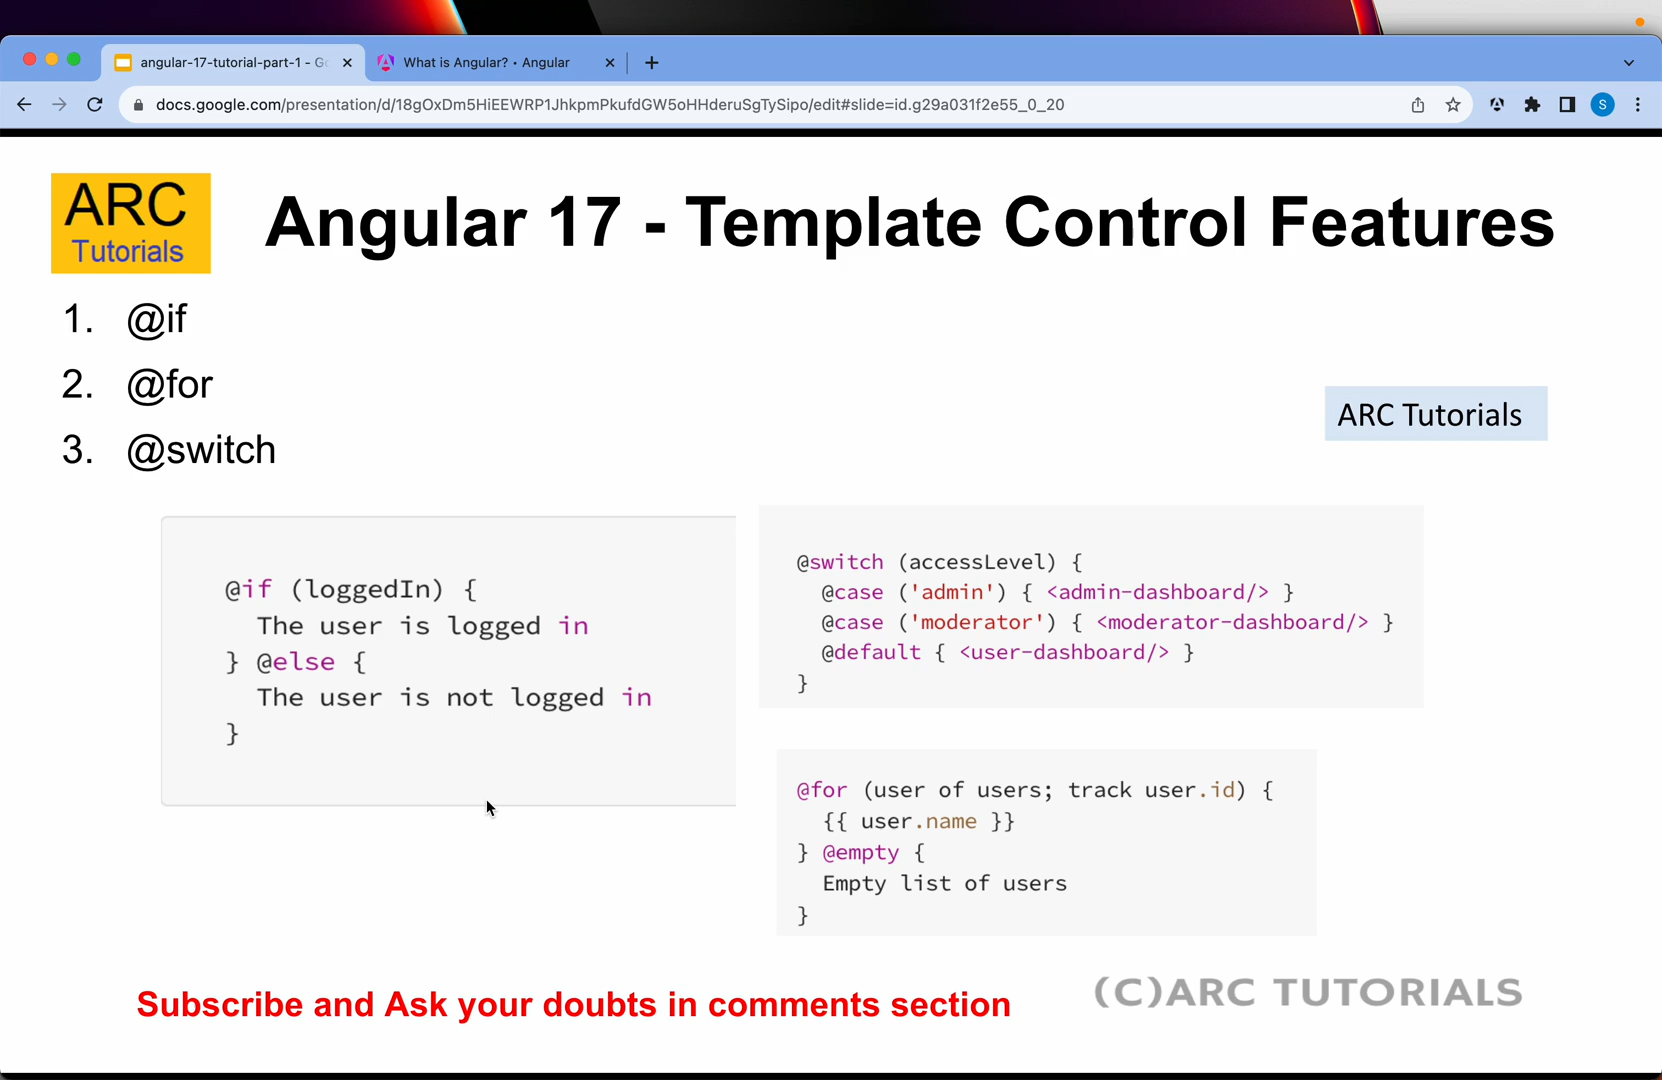 angular-17-tutorial-part-1 - G
What is Angular? • Angular
docs.google.com/presentation/d/18gOxDm5HiEEWRP1JhkpmPkufdGW5oHHderuSgTySipo/edit#slide=id.g29a031f2e55_0_20
S
ARC
Tutorials
Angular 17 - Template Control Features
1. @if
2. @for
3. @switch
ARC Tutorials
@if (loggedIn) {
The user is logged in
} @else {
The user is not logged in
}
@switch (accessLevel) {
@case ('admin') { <admin-dashboard/> }
@case ('moderator') { <moderator-dashboard/> }
@default { <user-dashboard/> }
}
@for (user of users; track user.id) {
{{ user.name }}
} @empty {
Empty list of users
}
Subscribe and Ask your doubts in comments section
(C)ARC TUTORIALS